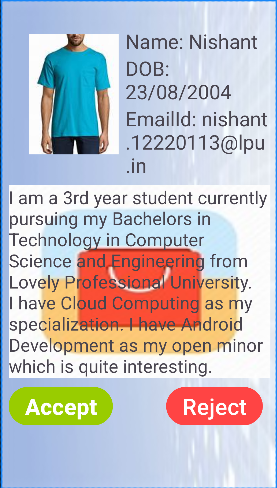 Name: Nishant
DOB:
23/08/2004
EmailId: nishant
.12220113@lpu
.in
I am a 3rd year student currently
pursuing my Bachelors in
Technology in Computer
Science and Engineering from
Lovely Professional University.
I have Cloud Computing as my
specialization. I have Android
Development as my open minor
which is quite interesting.
Accept
Reject